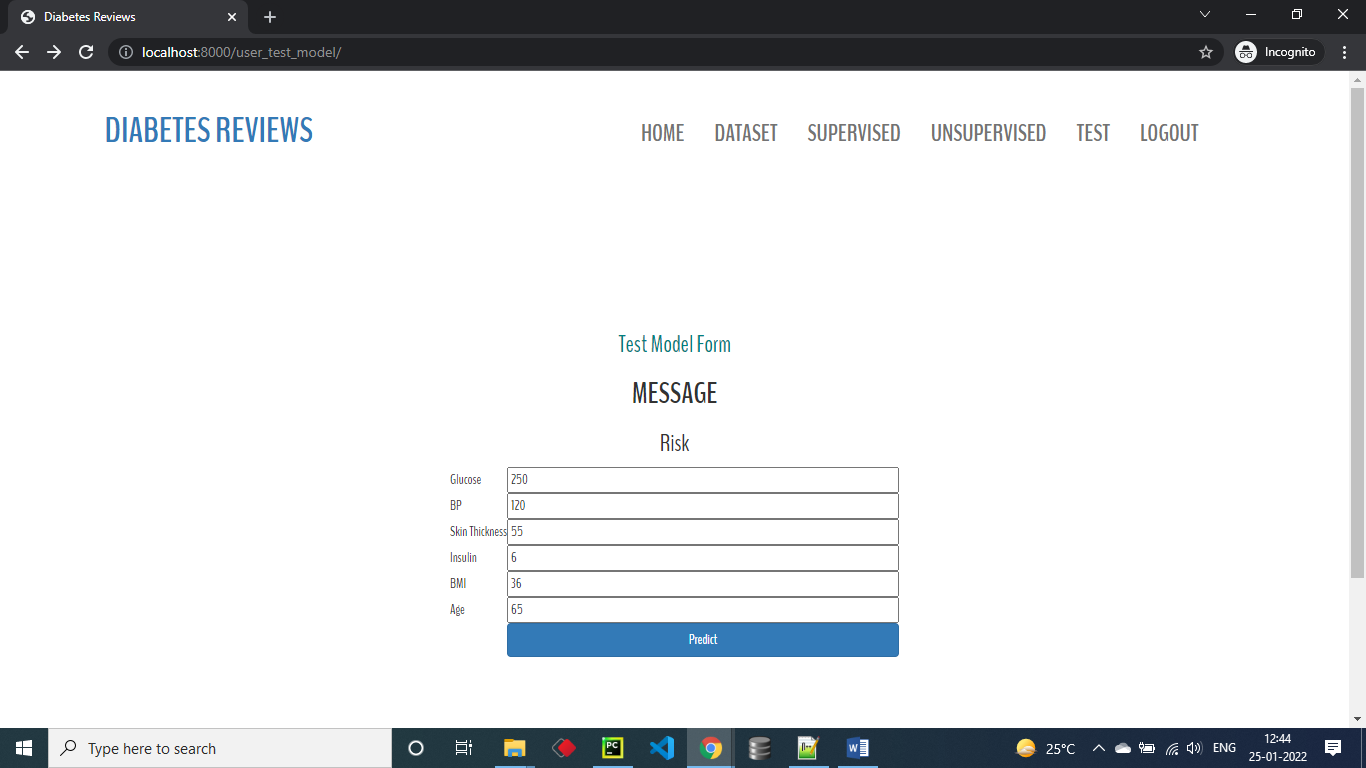 Diabetes Reviews
localhost:8000/user_test_model/
Incognito
DIABETES REVIEWS
HOME DATASET SUPERVISED UNSUPERVISED TEST LOGOUT
Test Model Form
MESSAGE
Risk
Glucose 250
BP 120
Skin Thickness 55
Insulin 6
BMI 36
Age 65
Predict
Type here to search
PC
25°C
ENG
12:44
25-01-2022